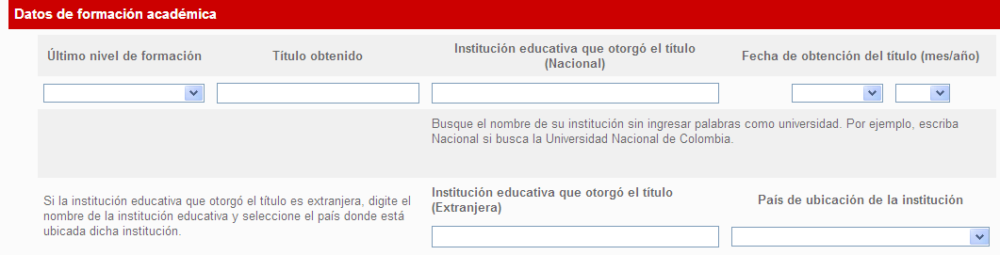 Datos de formación académica
Último nivel de formación
Título obtenido
Institución educativa que otorgó el título
(Nacional)
Fecha de obtención del título (mes/año)
Busque el nombre de su institución sin ingresar palabras como universidad. Por ejemplo, escriba
Nacional si busca la Universidad Nacional de Colombia.
Si la institución educativa que otorgó el título es extranjera, digite el
nombre de la institución educativa y seleccione el país donde está
ubicada dicha institución.
Institución educativa que otorgó el título
(Extranjera)
País de ubicación de la institución